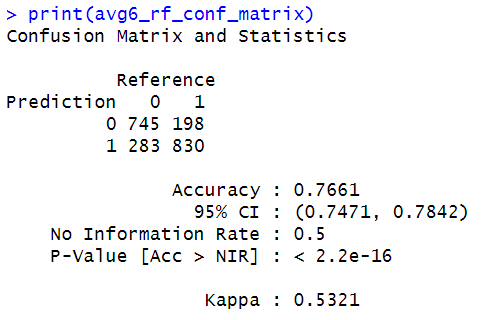 > print(avg6_rf_conf_matrix)
Confusion Matrix and Statistics
Reference
Prediction 0 1
0 745 198
1 283 830
Accuracy : 0.7661
95% CI : (0.7471, 0.7842)
No Information Rate : 0.5
P-Value [Acc > NIR] : < 2.2e-16
Kappa : 0.5321